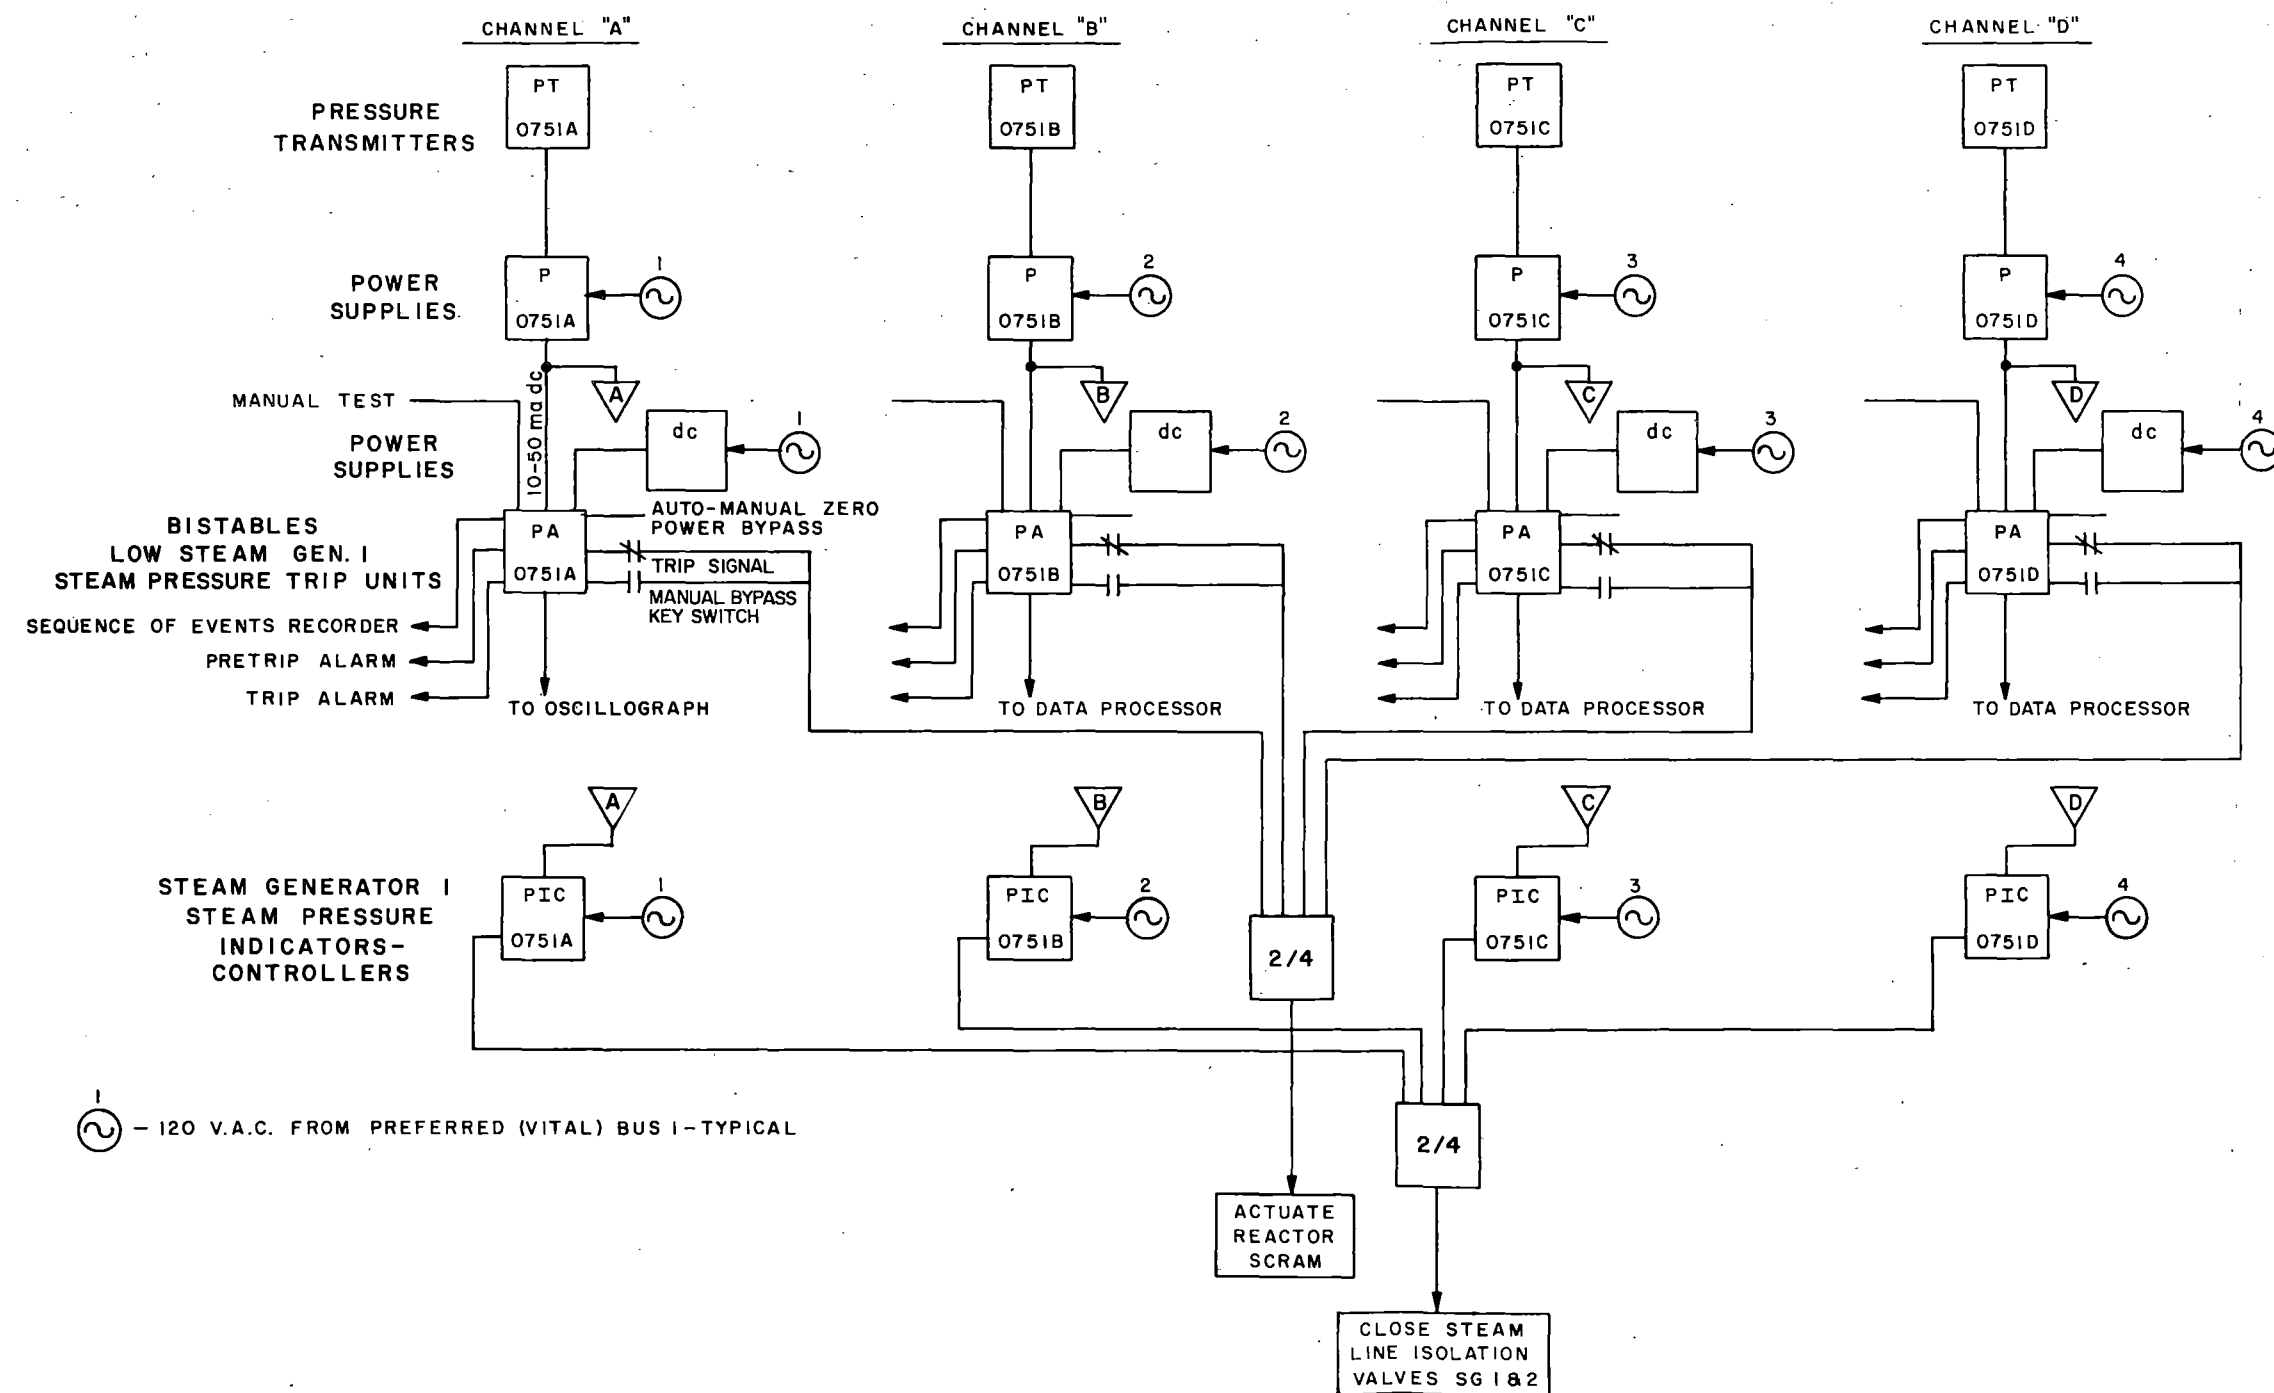 CHANNEL "A"
CHANNEL "B"
CHANNEL "C"
CHANNEL "D"
PRESSURE
TRANSMITTERS
PT
0751A
PT
0751B
PT
0751C
PT
0751D
POWER
SUPPLIES
P
0751A
1
P
0751B
2
P
0751C
3
P
0751D
4
A
B
C
D
10-50 ma dc
MANUAL TEST
POWER
SUPPLIES
dc
1
dc
2
dc
3
dc
4
BISTABLES
LOW STEAM GEN. 1
STEAM PRESSURE TRIP UNITS
PA
0751A
AUTO-MANUAL ZERO
POWER BYPASS
TRIP SIGNAL
MANUAL BYPASS
KEY SWITCH
PA
0751B
PA
0751C
PA
0751D
SEQUENCE OF EVENTS RECORDER
PRETRIP ALARM
TRIP ALARM
TO OSCILLOGRAPH
TO DATA PROCESSOR
TO DATA PROCESSOR
TO DATA PROCESSOR
A
B
C
D
STEAM GENERATOR 1
STEAM PRESSURE
INDICATORS-
CONTROLLERS
PIC
0751A
1
PIC
0751B
2
2/4
PIC
0751C
3
PIC
0751D
4
1
- 120 V.A.C. FROM PREFERRED (VITAL) BUS 1-TYPICAL
2/4
ACTUATE
REACTOR
SCRAM
CLOSE STEAM
LINE ISOLATION
VALVES SG 1 & 2